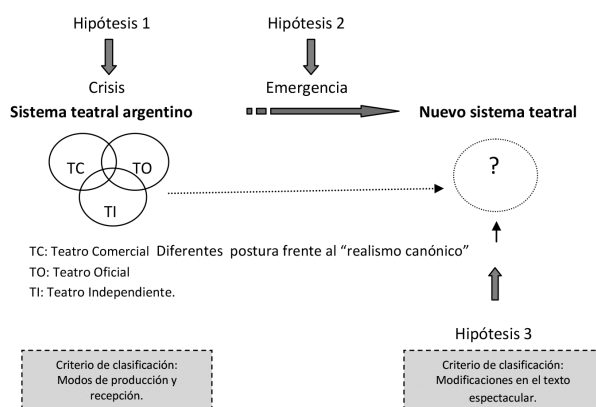 Hipótesis 1
Hipótesis 2
Crisis
Emergencia
Sistema teatral argentino
Nuevo sistema teatral
TC
TO
?
TI
TC: Teatro Comercial Diferentes postura frente al “realismo canónico”
TO: Teatro Oficial
TI: Teatro Independiente.
Hipótesis 3
Criterio de clasificación:
Modos de producción y
recepción.
Criterio de clasificación:
Modificaciones en el texto
espectacular.